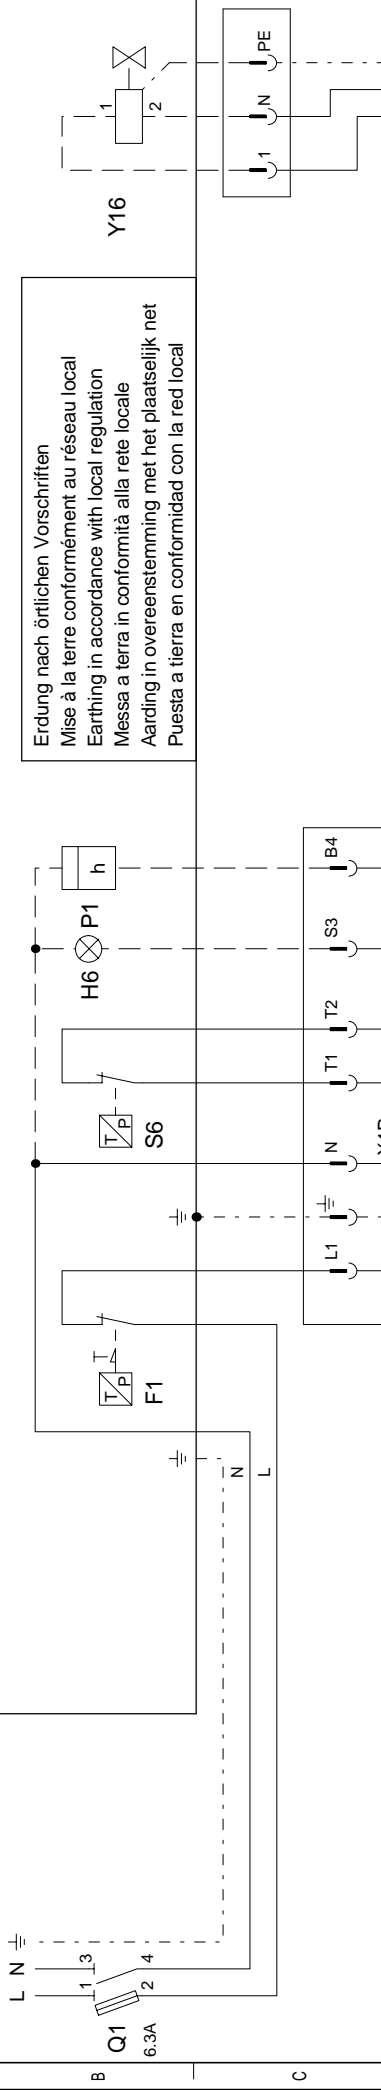 L N
1 3
2 4
Q1
6.3A
B
C
N
L
T
T P
F1
T P
S6
H6 P1
h
Erdung nach örtlichen Vorschriften
Mise à la terre conformément au réseau local
Earthing in accordance with local regulation
Messa a terra in conformità alla rete locale
Aarding in overeenstemming met het plaatselijk net
Puesta a tierra en conformidad con la red local
1
2
Y16
1 N PE
L1 N T1 T2 S3 B4